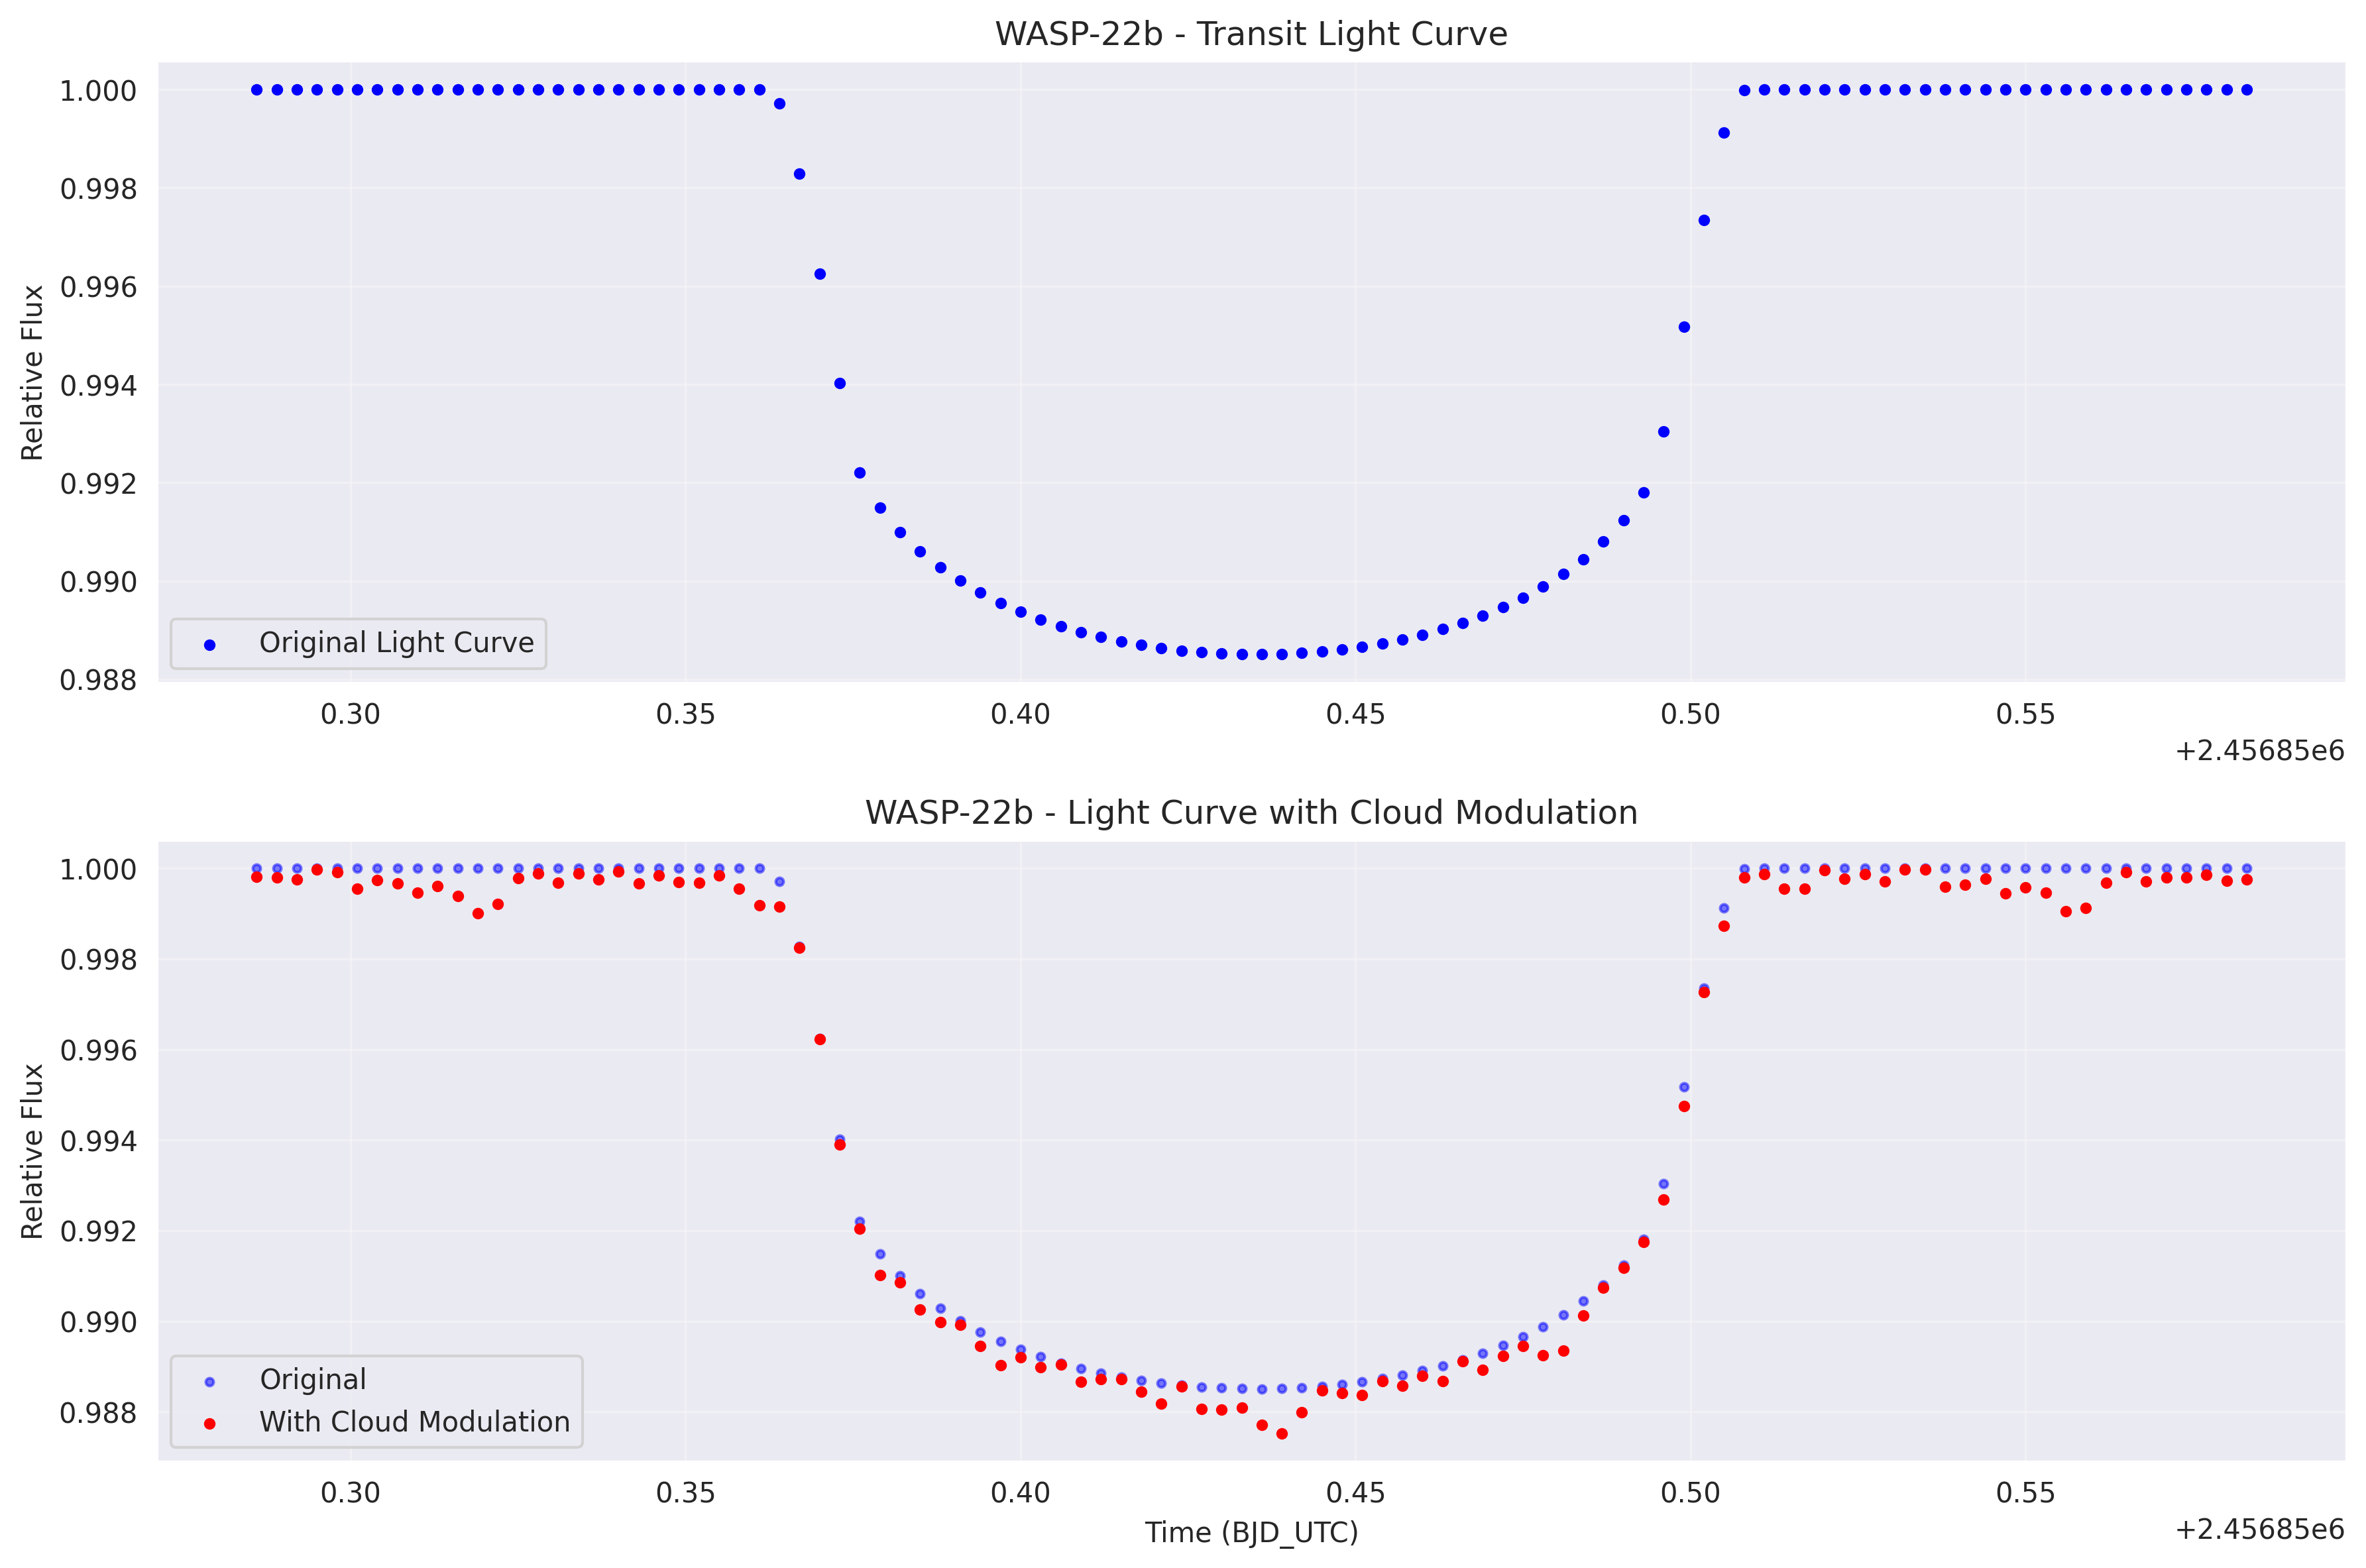 WASP-22b - Transit Light Curve
Relative Flux
1.000
0.998
0.996
0.994
0.992
0.990
0.988
Original Light Curve
0.30 0.35 0.40 0.45 0.50 0.55
+2.45685e6
WASP-22b - Light Curve with Cloud Modulation
Relative Flux
1.000
0.998
0.996
0.994
0.992
0.990
0.988
Original
With Cloud Modulation
0.30 0.35 0.40 0.45 0.50 0.55
Time (BJD_UTC)
+2.45685e6